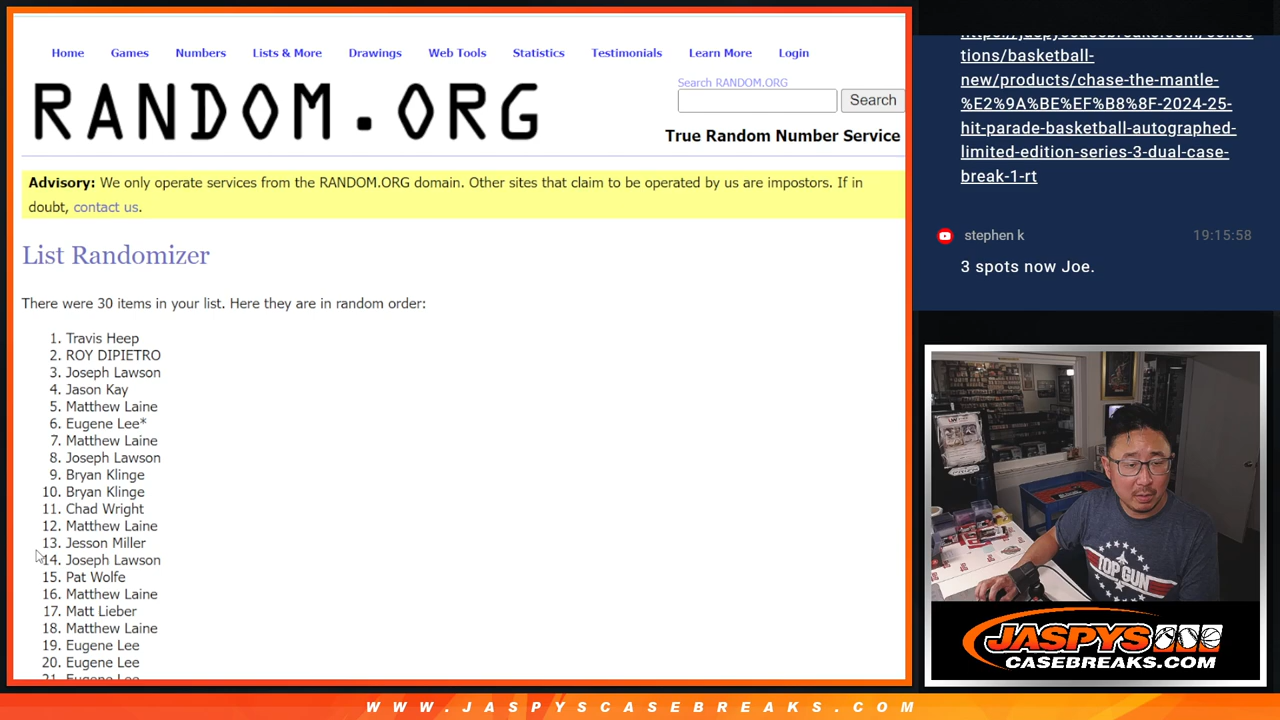 Home Games Numbers Lists & More Drawings Web Tools Statistics Testimonials Learn More Login
RANDOM.ORG
Search RANDOM.ORG
Search
True Random Number Service
Advisory: We only operate services from the RANDOM.ORG domain. Other sites that claim to be operated by us are impostors. If in
doubt, contact us.
List Randomizer
There were 30 items in your list. Here they are in random order:
1. Travis Heep
2. ROY DIPIETRO
3. Joseph Lawson
4. Jason Kay
5. Matthew Laine
6. Eugene Lee*
7. Matthew Laine
8. Joseph Lawson
9. Bryan Klinge
10. Bryan Klinge
11. Chad Wright
12. Matthew Laine
13. Jesson Miller
14. Joseph Lawson
15. Pat Wolfe
16. Matthew Laine
17. Matt Lieber
18. Matthew Laine
19. Eugene Lee
20. Eugene Lee
21. Eugene Lee
https://jaspyscasebreaks.com/collec
tions/basketball-
new/products/chase-the-mantle-
%E2%9A%BE%EF%B8%8F-2024-25-
hit-parade-basketball-autographed-
limited-edition-series-3-dual-case-
break-1-rt
stephen k 19:15:58
3 spots now Joe.
TOP GUN
JASPYS
CASEBREAKS.COM
WWW.JASPYSCASEBREAKS.COM